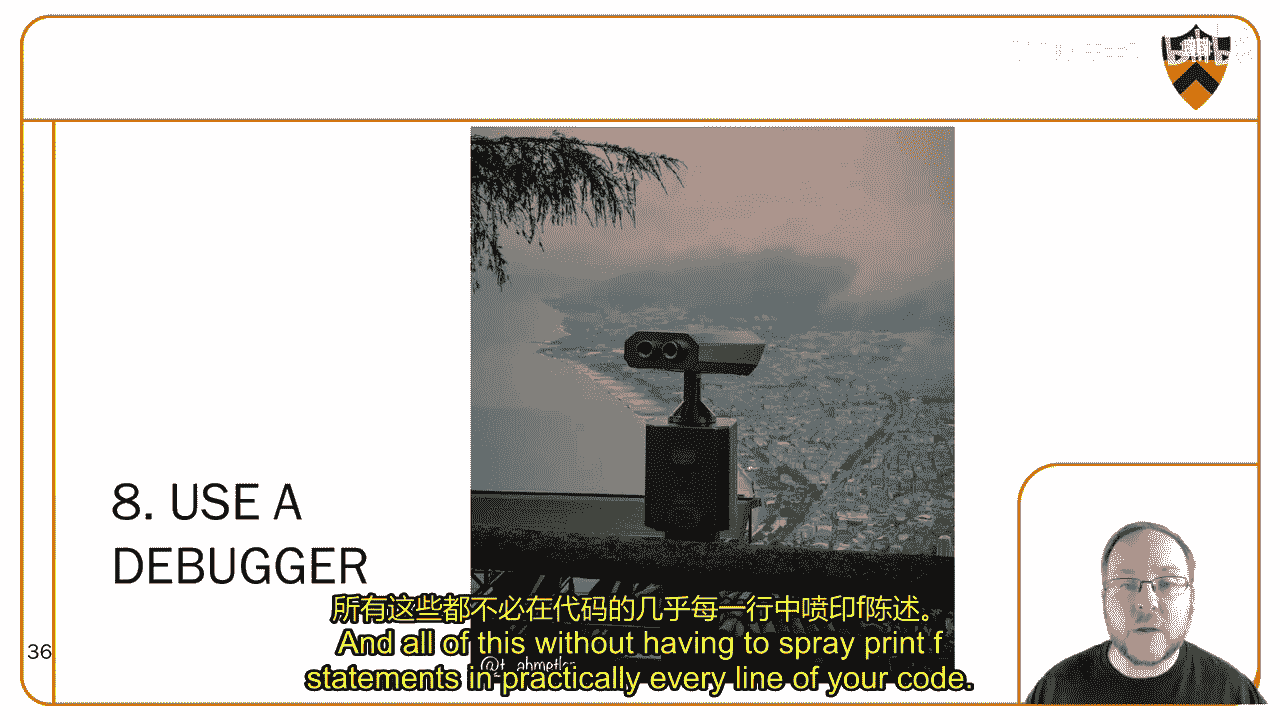 8. USE A
DEBUGGER
所有这些都不必在代码的几乎每一行中喷印f陈述。
And all of this without having to spray print f
statements in practically every line of your code.
36